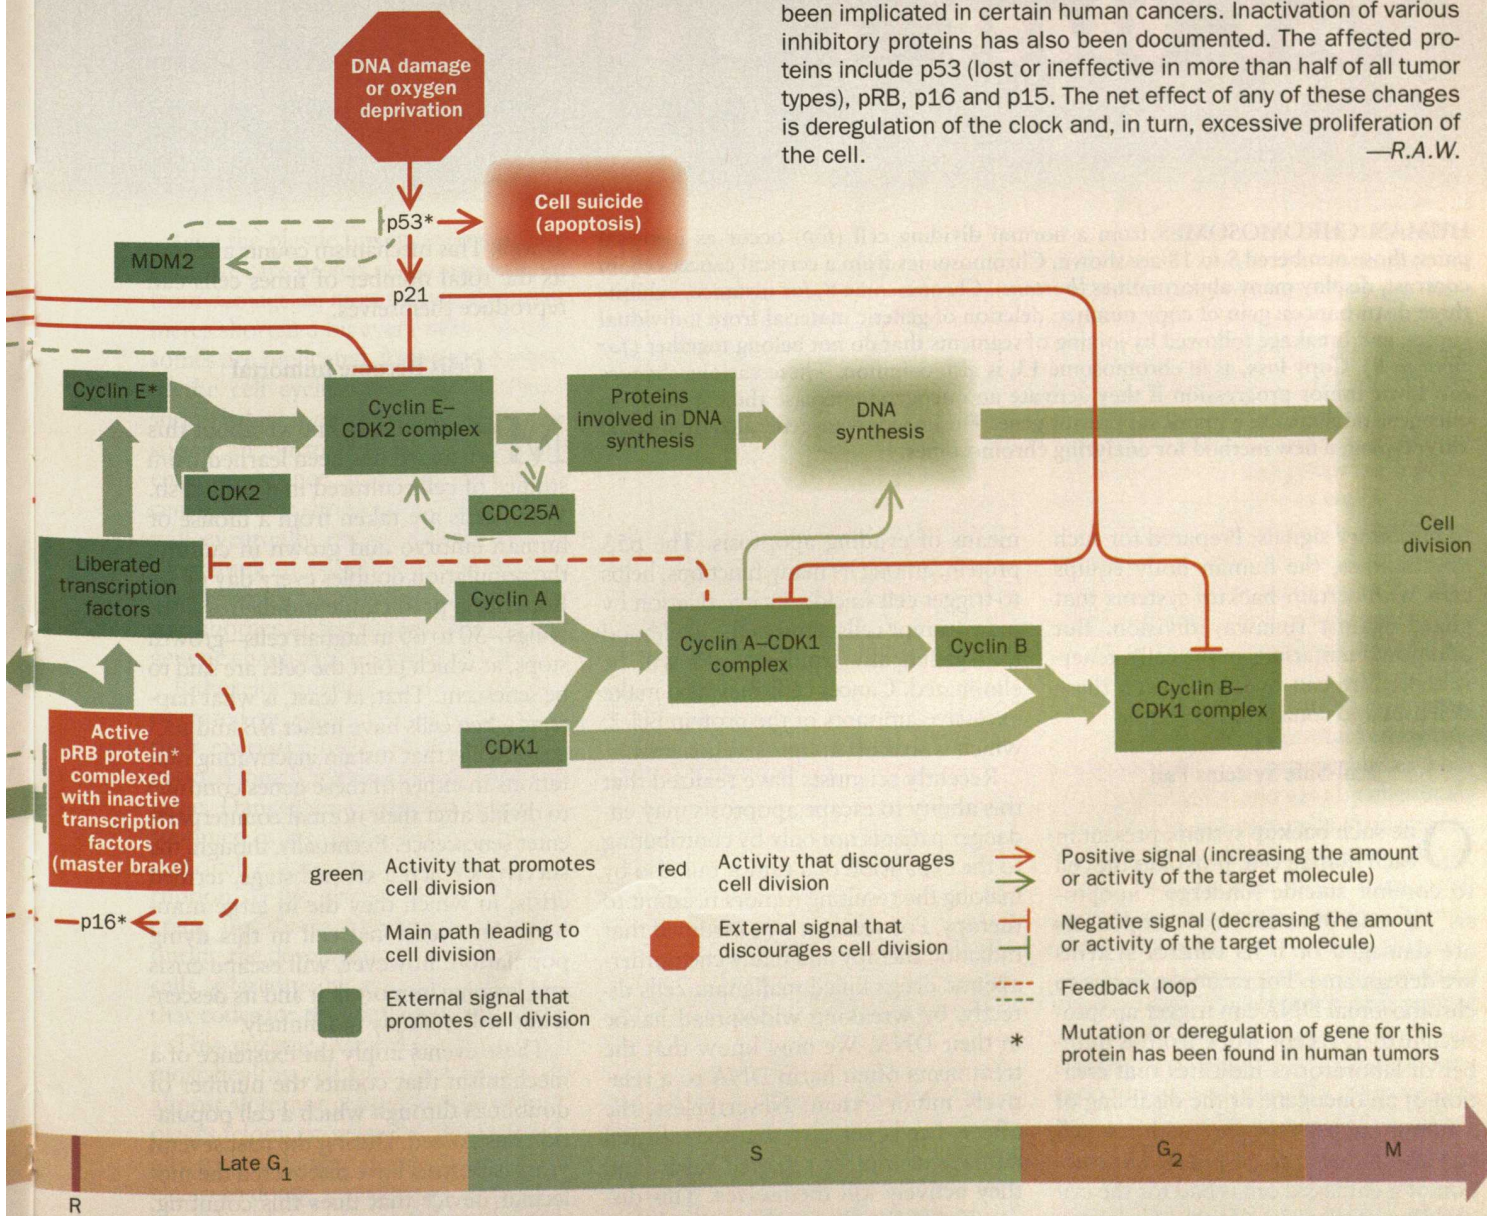 been implicated in certain human cancers. Inactivation of various
inhibitory proteins has also been documented. The affected pro-
teins include p53 (lost or ineffective in more than half of all tumor
types), pRB, p16 and p15. The net effect of any of these changes
is deregulation of the clock and, in turn, excessive proliferation of
the cell. —R.A.W.
DNA damage
or oxygen
deprivation
p53*
Cell suicide
(apoptosis)
MDM2
p21
Cyclin E*
Cyclin E–
CDK2 complex
Proteins
involved in DNA
synthesis
DNA
synthesis
CDK2
CDC25A
Cell
division
Liberated
transcription
factors
Cyclin A
Cyclin A–CDK1
complex
Cyclin B
Cyclin B–
CDK1 complex
CDK1
Active
pRB protein*
complexed
with inactive
transcription
factors
(master brake)
p16*
green
Activity that promotes
cell division
Main path leading to
cell division
External signal that
promotes cell division
red
Activity that discourages
cell division
External signal that
discourages cell division
Positive signal (increasing the amount
or activity of the target molecule)
Negative signal (decreasing the amount
or activity of the target molecule)
Feedback loop
*
Mutation or deregulation of gene for this
protein has been found in human tumors
Late G1
S
G2
M
R